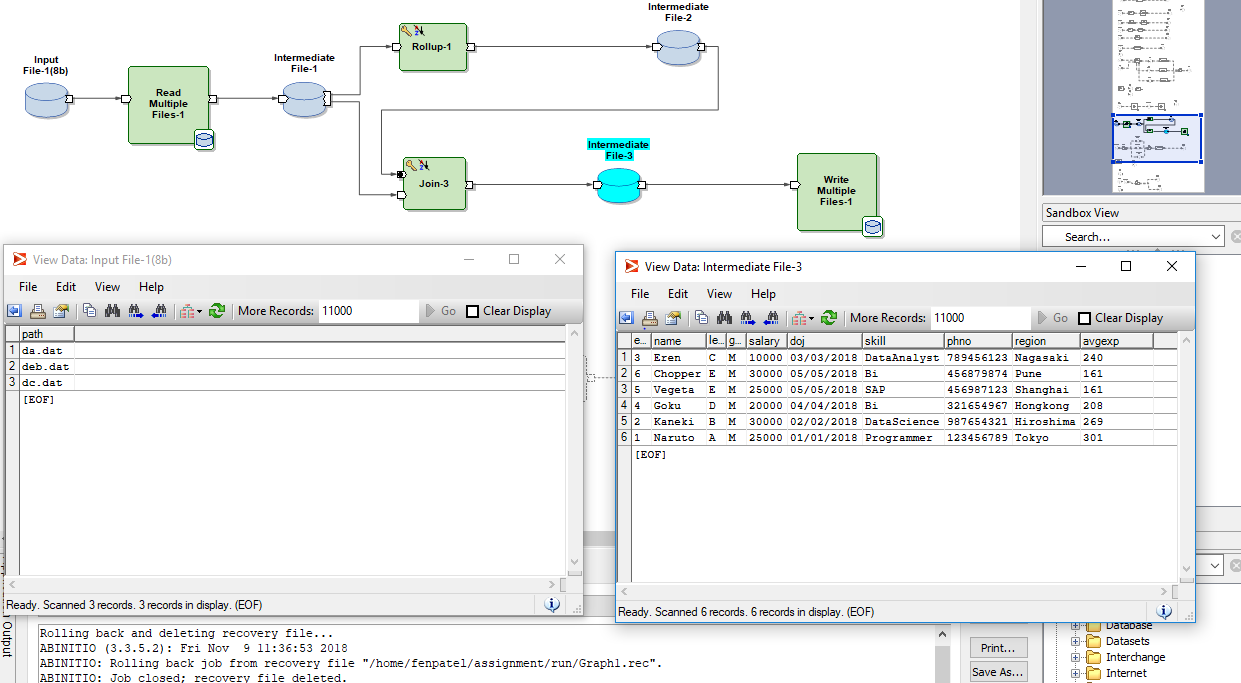 Intermediate
File-2
Input
File-1(8b)
Intermediate
File-1
Rollup-1
Read
Multiple
Files-1
Intermediate
File-3
Join-3
Write
Multiple
Files-1
Sandbox View
Search...
View Data: Input File-1(8b)
File Edit View Help
More Records: 11000 Go Clear Display
path
1 da.dat
2 deb.dat
3 dc.dat
[EOF]
Ready. Scanned 3 records. 3 records in display. (EOF)
View Data: Intermediate File-3
File Edit View Help
More Records: 11000 Go Clear Display
e... name le... g... salary doj skill phno region avgexp
1 3 Eren C M 10000 03/03/2018 DataAnalyst 789456123 Nagasaki 240
2 6 Chopper E M 30000 05/05/2018 Bi 456879874 Pune 161
3 5 Vegeta E M 25000 05/05/2018 SAP 456987123 Shanghai 161
4 4 Goku D M 20000 04/04/2018 Bi 321654967 Hongkong 208
5 2 Kaneki B M 30000 02/02/2018 DataScience 987654321 Hiroshima 269
6 1 Naruto A M 25000 01/01/2018 Programmer 123456789 Tokyo 301
[EOF]
Ready. Scanned 6 records. 6 records in display. (EOF)
Output
Rolling back and deleting recovery file...
ABINITIO (3.3.5.2): Fri Nov  9 11:36:53 2018
ABINITIO: Rolling back job from recovery file "/home/fenpatel/assignment/run/Graph1.rec".
ABINITIO: Job closed; recovery file deleted.
Print...
Save As...
Database
Datasets
Interchange
Internet